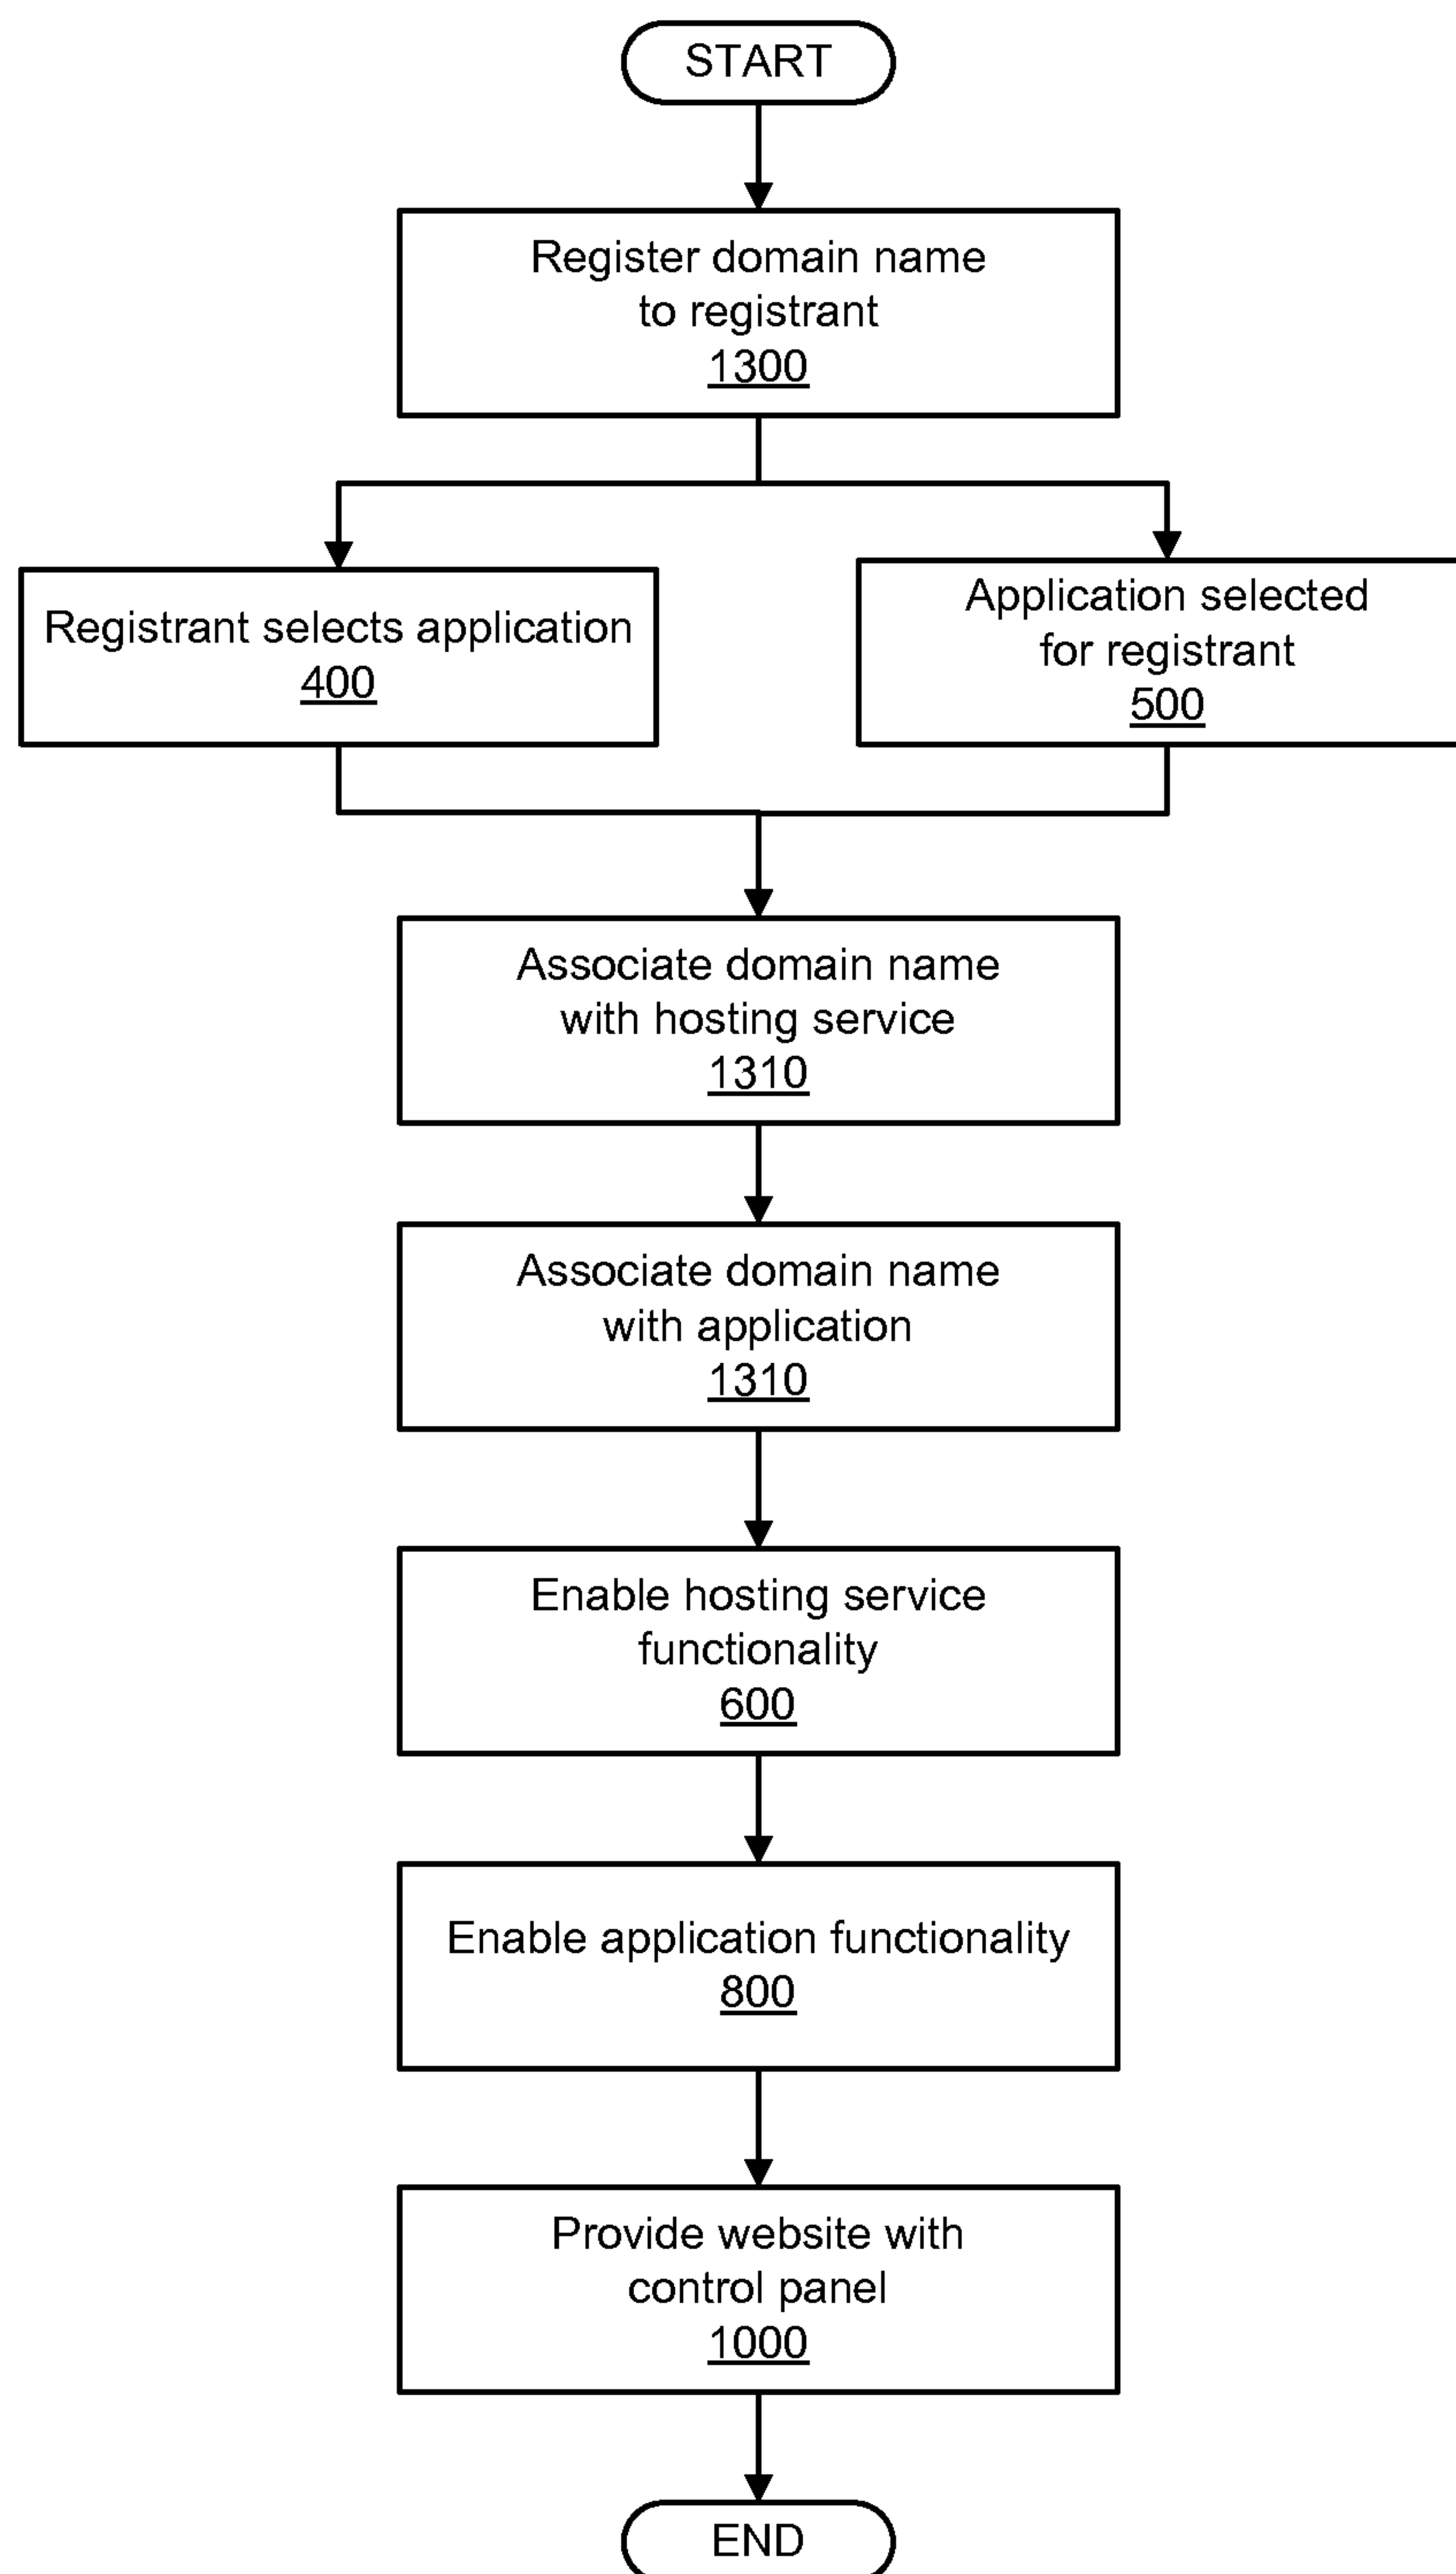 START
Register domain name
to registrant
1300
Registrant selects application
400
Application selected
for registrant
500
Associate domain name
with hosting service
1310
Associate domain name
with application
1310
Enable hosting service
functionality
600
Enable application functionality
800
Provide website with
control panel
1000
END